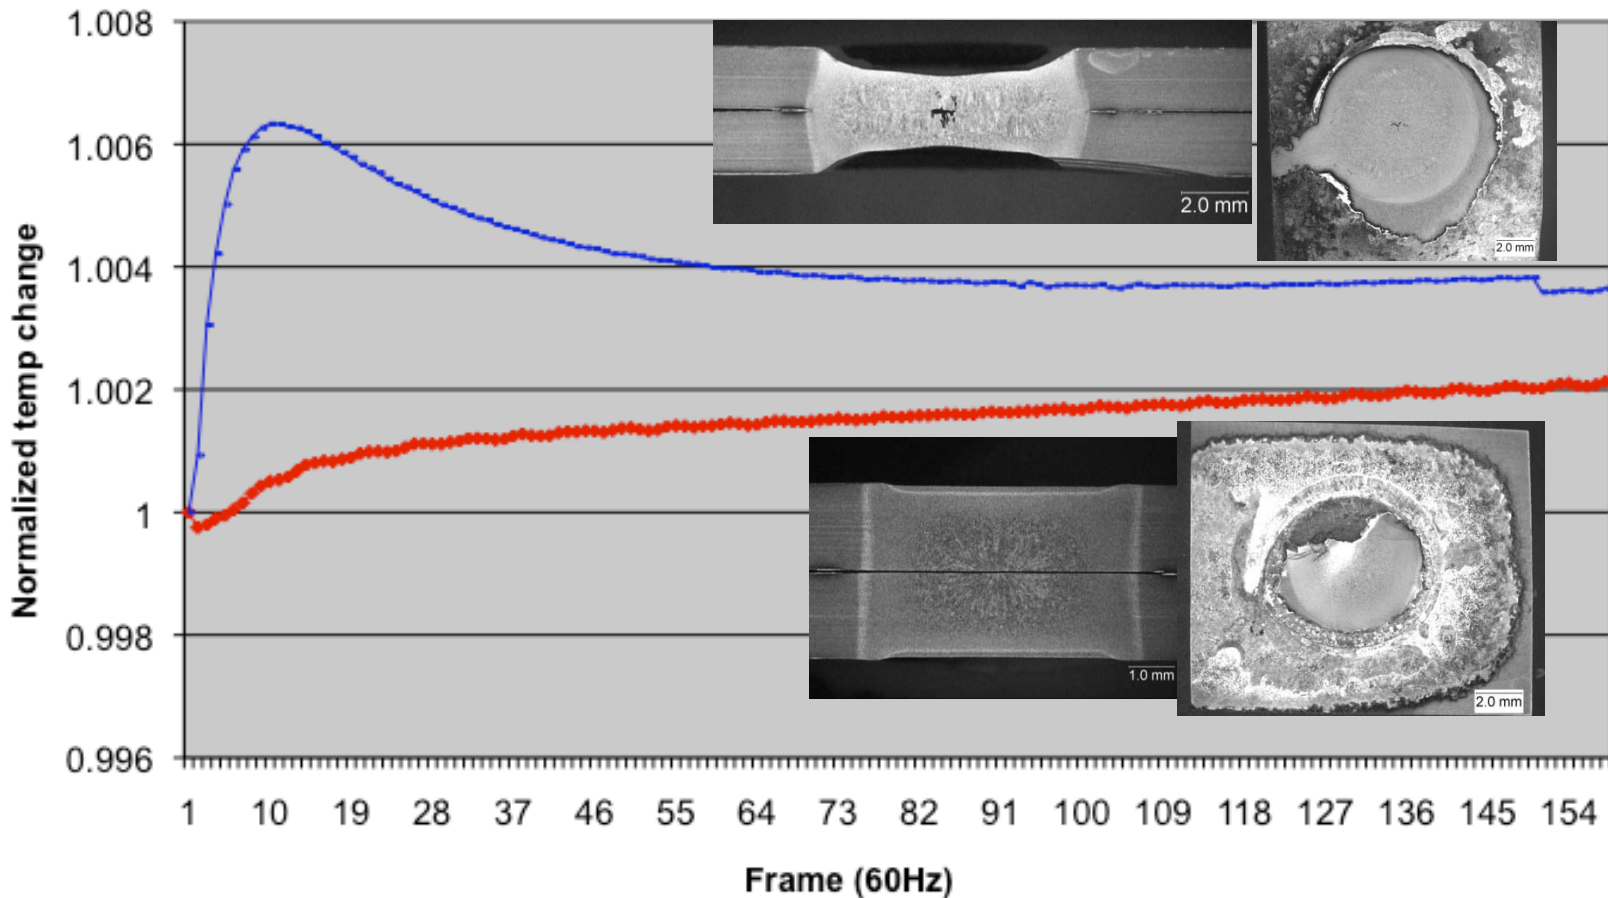 1.008
1.006
1.004
1.002
1
0.998
0.996
Normalized temp change
2.0 mm
2.0 mm
1.0 mm
2.0 mm
1 10 19 28 37 46 55 64 73 82 91 100 109 118 127 136 145 154
Frame (60Hz)